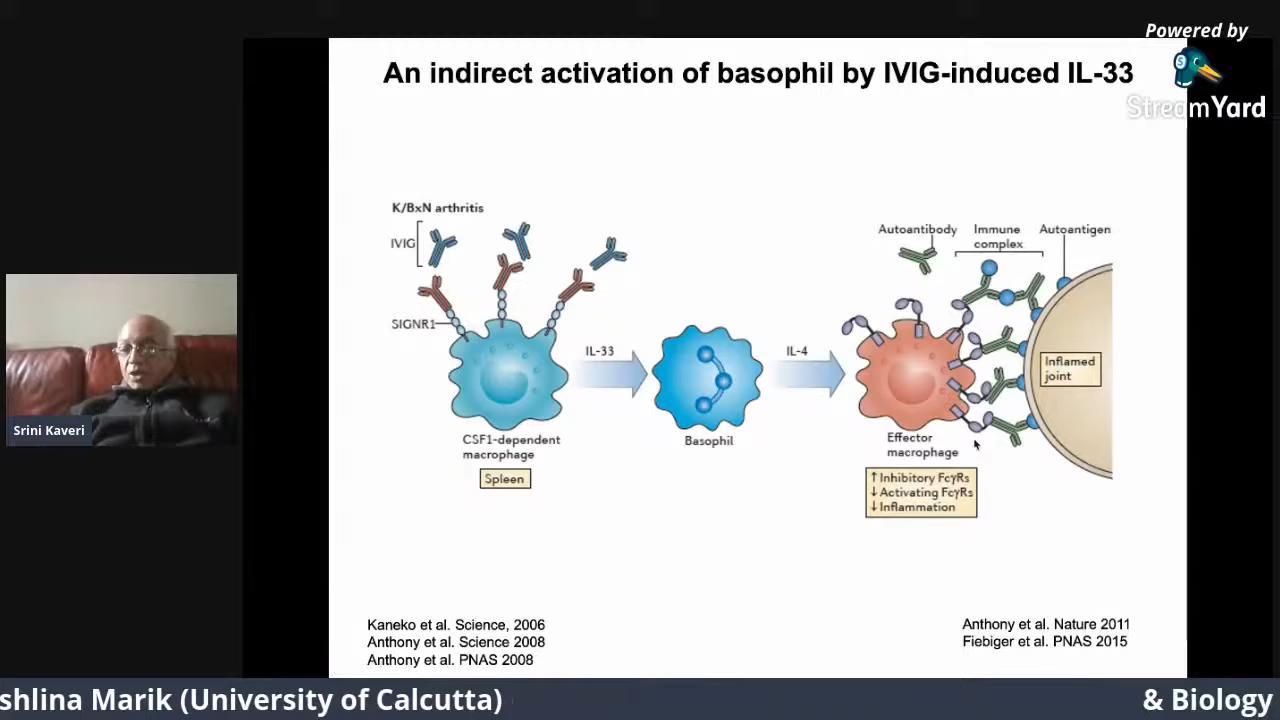 Powered by
StreamYard
An indirect activation of basophil by IVIG-induced IL-33
K/BxN arthritis
IVIG
SIGNR1
CSF1-dependent
macrophage
Spleen
IL-33
Basophil
IL-4
Autoantibody
Immune
complex
Autoantigen
Inflamed
joint
Effector
macrophage
↑ Inhibitory FcγRs
↓ Activating FcγRs
↓ Inflammation
Srini Kaveri
Kaneko et al. Science, 2006
Anthony et al. Science 2008
Anthony et al. PNAS 2008
Anthony et al. Nature 2011
Fiebiger et al. PNAS 2015
shlina Marik (University of Calcutta)
& Biology